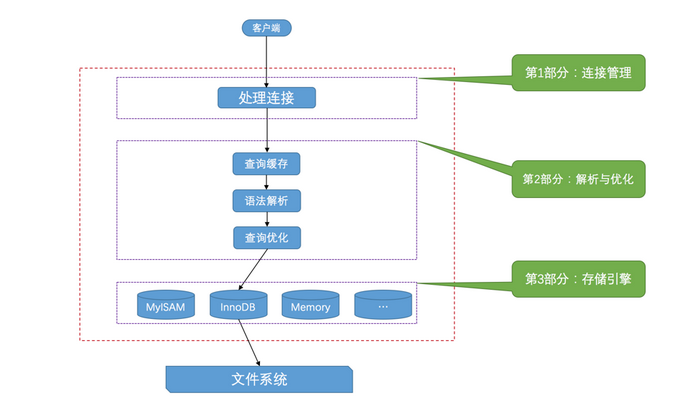 客户端
第1部分：连接管理
处理连接
查询缓存
第2部分：解析与优化
语法解析
查询优化
第3部分：存储引擎
MyISAM
InnoDB
Memory
…
文件系统